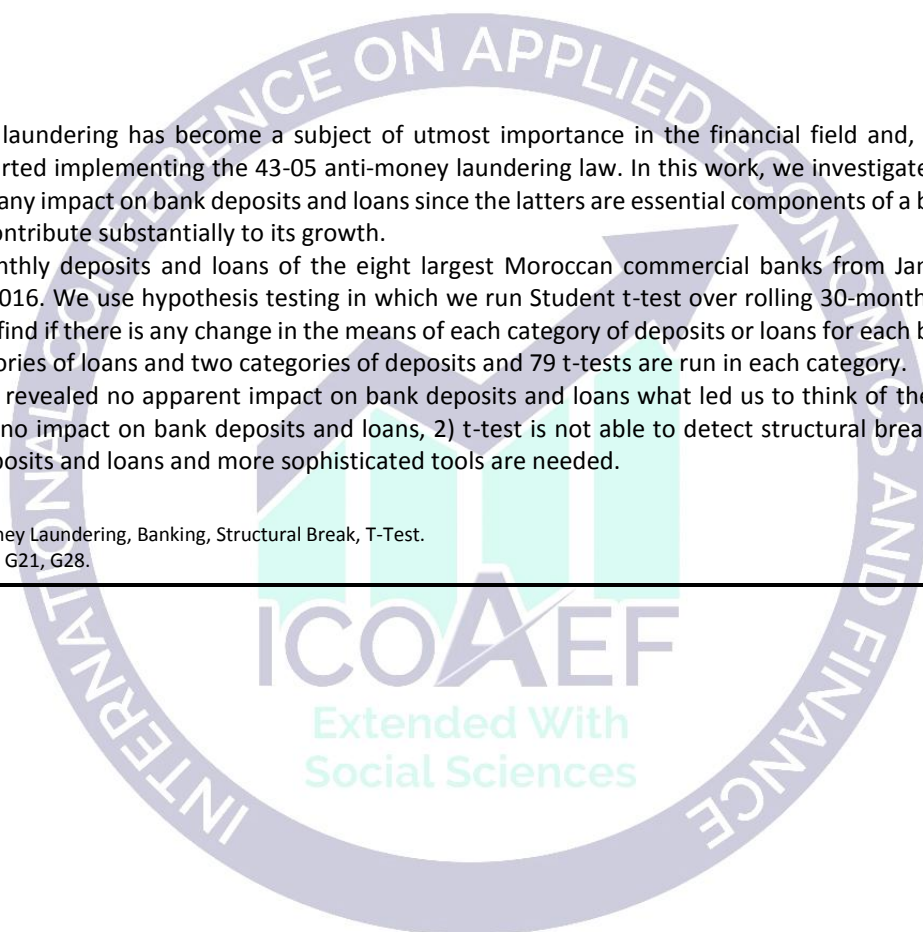 laundering has become a subject of utmost importance in the financial field and,
rted implementing the 43-05 anti-money laundering law. In this work, we investigate
any impact on bank deposits and loans since the latters are essential components of a b
ontribute substantially to its growth.
nthly deposits and loans of the eight largest Moroccan commercial banks from Jan
2016. We use hypothesis testing in which we run Student t-test over rolling 30-month
find if there is any change in the means of each category of deposits or loans for each b
ories of loans and two categories of deposits and 79 t-tests are run in each category.
revealed no apparent impact on bank deposits and loans what led us to think of the
no impact on bank deposits and loans, 2) t-test is not able to detect structural brea
posits and loans and more sophisticated tools are needed.
ney Laundering, Banking, Structural Break, T-Test.
G21, G28.
INTERNATIONAL CONFERENCE ON APPLIED ECONOMICS AND FINANCE
ICOAEF
Extended With
Social Sciences